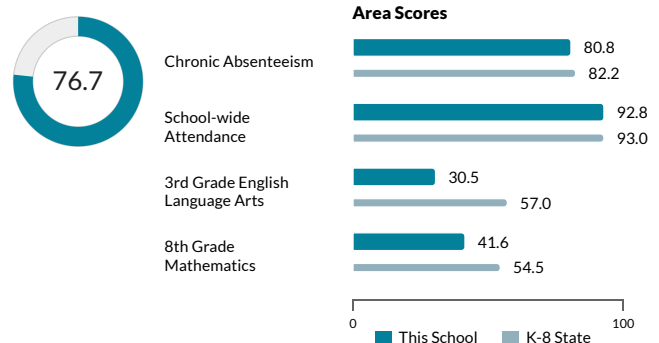 Area Scores
76.7
Chronic Absenteeism
80.8
82.2
School-wide
Attendance
92.8
93.0
3rd Grade English
Language Arts
30.5
57.0
8th Grade
Mathematics
41.6
54.5
0
100
This School
K-8 State